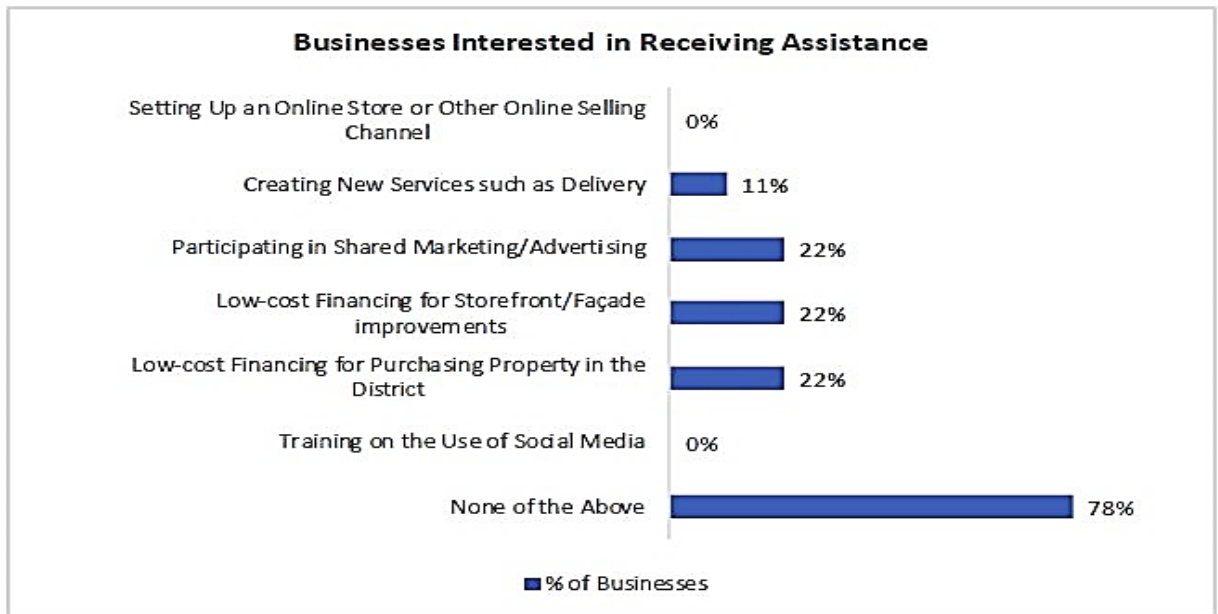 Businesses Interested in Receiving Assistance
Setting Up an Online Store or Other Online Selling
Channel
0%
Creating New Services such as Delivery
11%
Participating in Shared Marketing/Advertising
22%
Low-cost Financing for Storefront/Façade
improvements
22%
Low-cost Financing for Purchasing Property in the
District
22%
Training on the Use of Social Media
0%
None of the Above
78%
% of Businesses